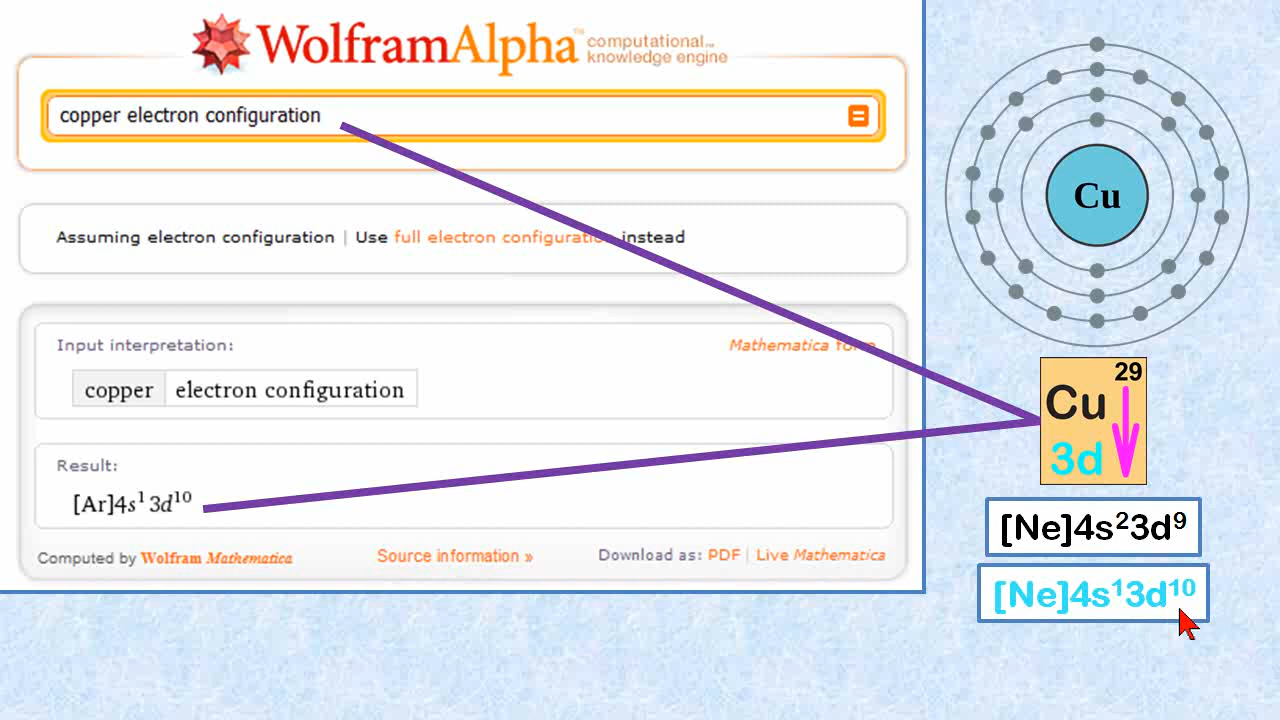 WolframAlpha™ computational™ knowledge engine
copper electron configuration
Assuming electron configuration | Use full electron configuration instead
Input interpretation:
Mathematica form
copper electron configuration
Result:
[Ar]4s¹3d¹⁰
Computed by Wolfram Mathematica
Source information »
Download as: PDF | Live Mathematica
Cu
29
Cu
3d
[Ne]4s²3d⁹
[Ne]4s¹3d¹⁰